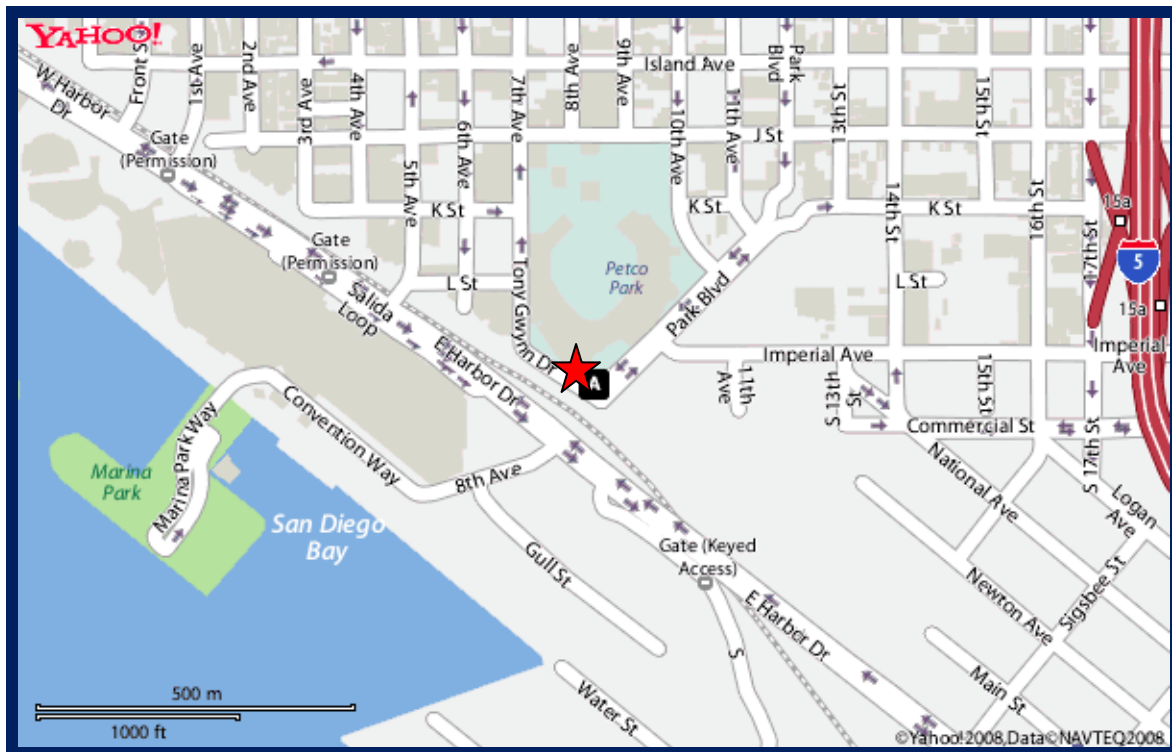 YAHOO!
W Harbor
Dr
Front S
1st Ave
2nd Ave
3rd Ave
4th Ave
5th Ave
6th Ave
7th Ave
8th Ave
9th Ave
Island Ave
10th Ave
11th Ave
Park
Blvd
13th St
15th St
J St
Gate
(Permission)
K St
K St
K St
14th St
16th St
17th St
15a
5
15a
Gate
(Permission)
Salida
Loop
L St
Tony Gwynn Dr
Petco
Park
Park Blvd
L St
A
Imperial Ave
Imperial
Ave
11th
Ave
S 13th
St
15th St
Commercial St
S 17th St
E Harbor Dr
Convention Way
8th Ave
Marina Park Way
Marina
Park
San Diego
Bay
Gull St
National Ave
Logan
Ave
Gate (Keyed
Access)
Newton Ave
Sigsbee St
E Harbor Dr
S
Main St
Water St
500 m
1000 ft
©Yahoo!2008,Data©NAVTEQ2008